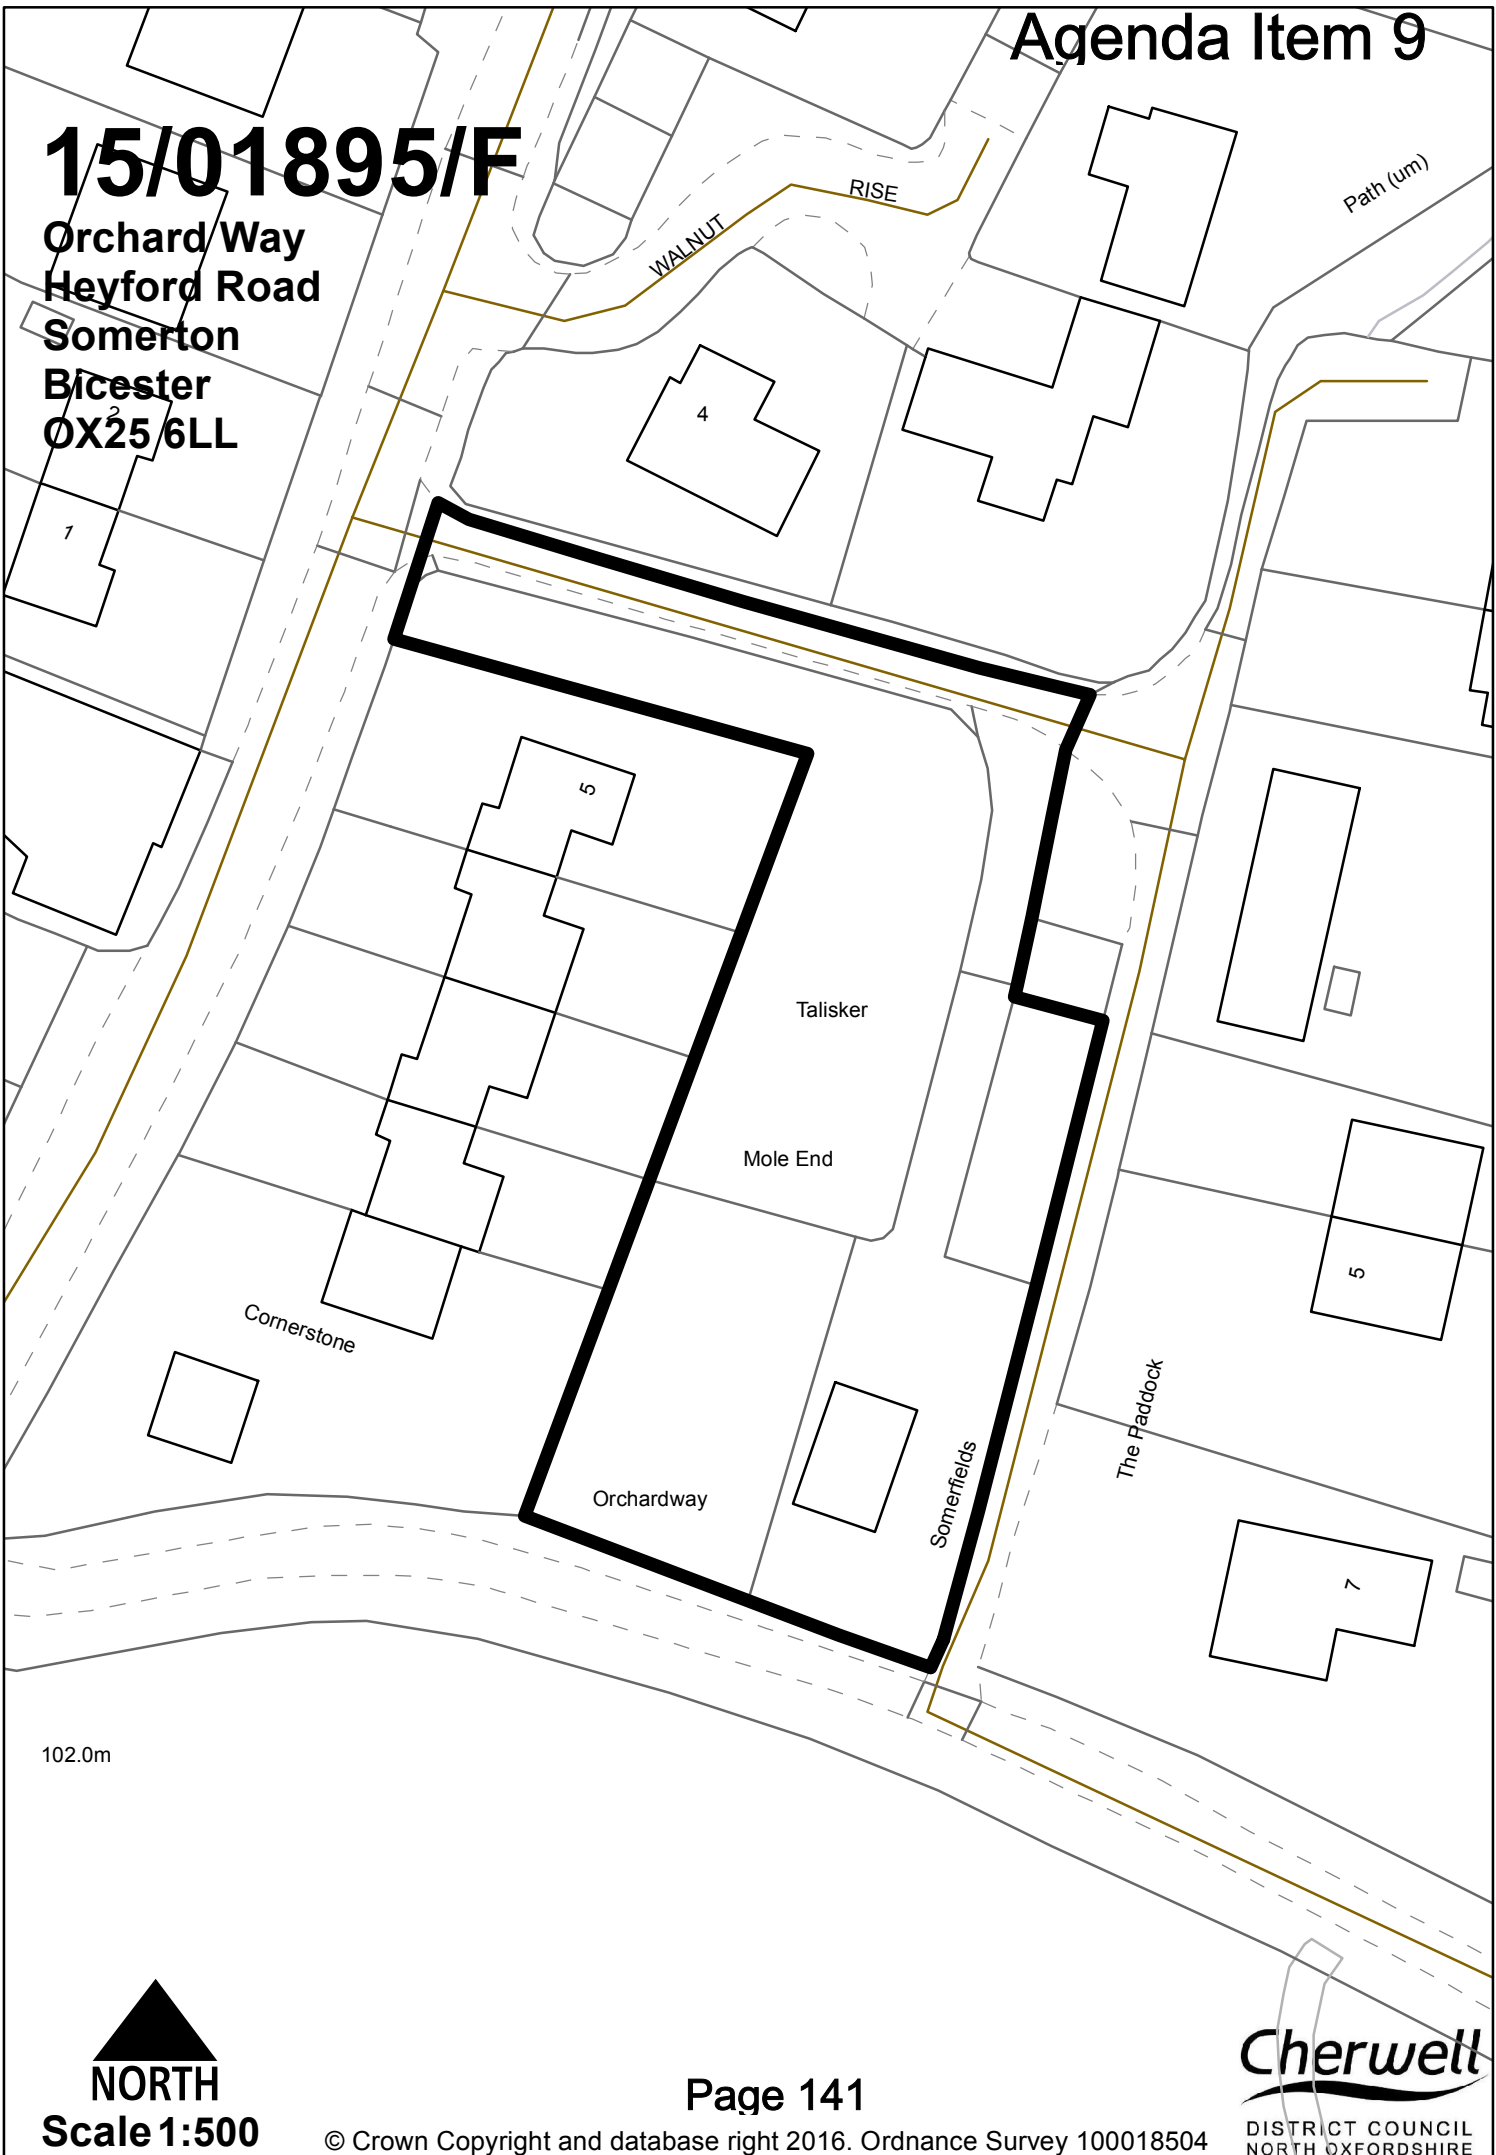 Agenda Item 9
15/01895/F
Orchard Way
Heyford Road
Somerton
Bicester
OX25 6LL
RISE
WALNUT
Path (um)
4
2
1
5
Talisker
Mole End
Cornerstone
5
The Paddock
Orchardway
Somerfields
7
102.0m
NORTH
Scale 1:500
Page 141
© Crown Copyright and database right 2016. Ordnance Survey 100018504
Cherwell
DISTRICT COUNCIL
NORTH OXFORDSHIRE